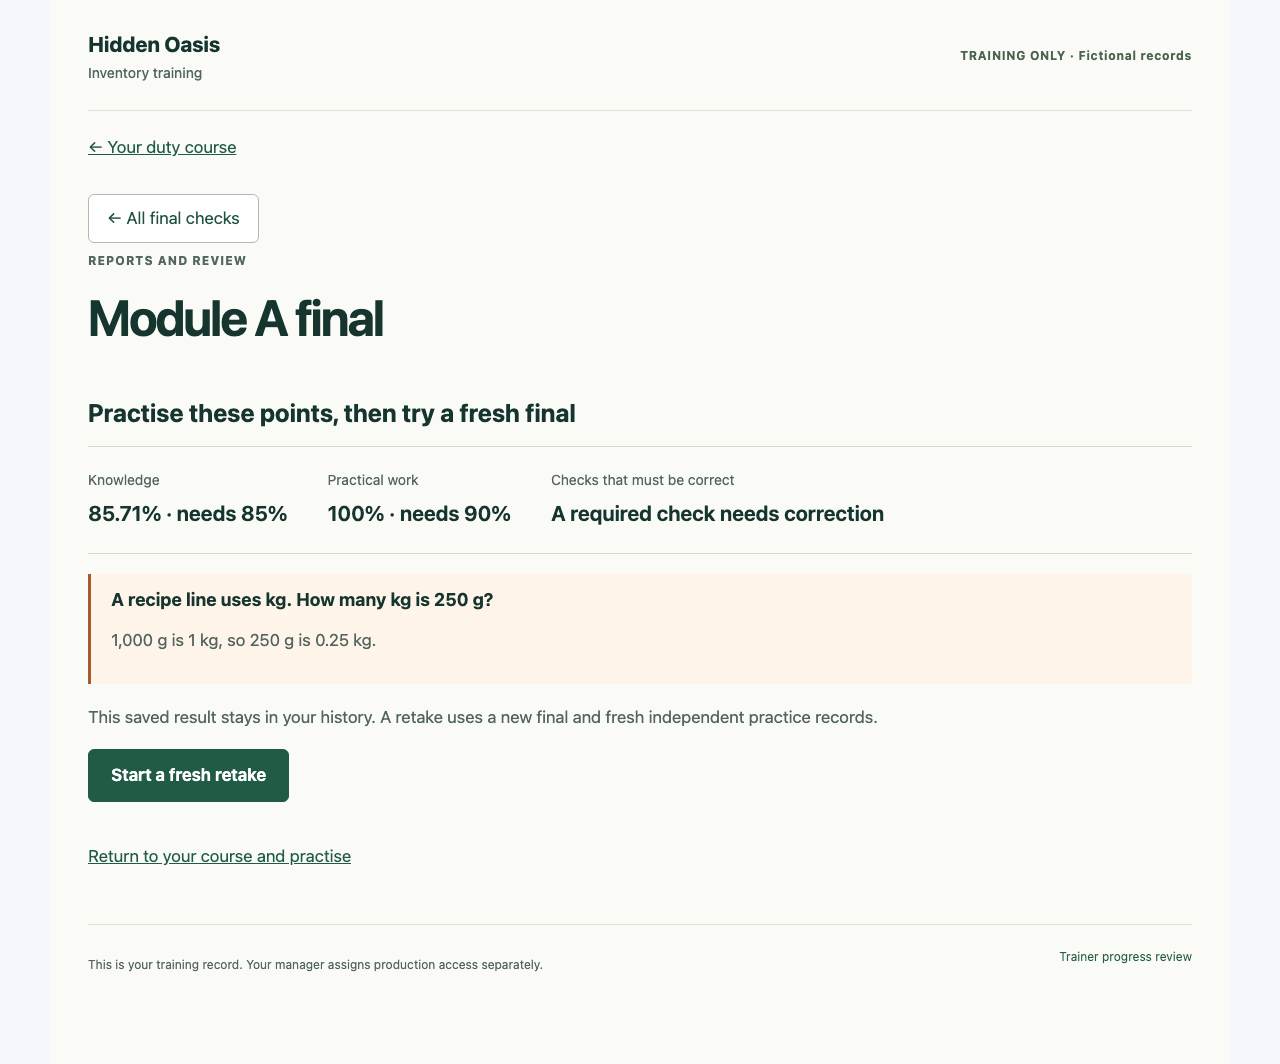 Hidden Oasis
Inventory training
TRAINING ONLY · Fictional records
← Your duty course
← All final checks
REPORTS AND REVIEW
Module A final
Practise these points, then try a fresh final
Knowledge
85.71% · needs 85%
Practical work
100% · needs 90%
Checks that must be correct
A required check needs correction
A recipe line uses kg. How many kg is 250 g?
1,000 g is 1 kg, so 250 g is 0.25 kg.
This saved result stays in your history. A retake uses a new final and fresh independent practice records.
Start a fresh retake
Return to your course and practise
This is your training record. Your manager assigns production access separately.
Trainer progress review